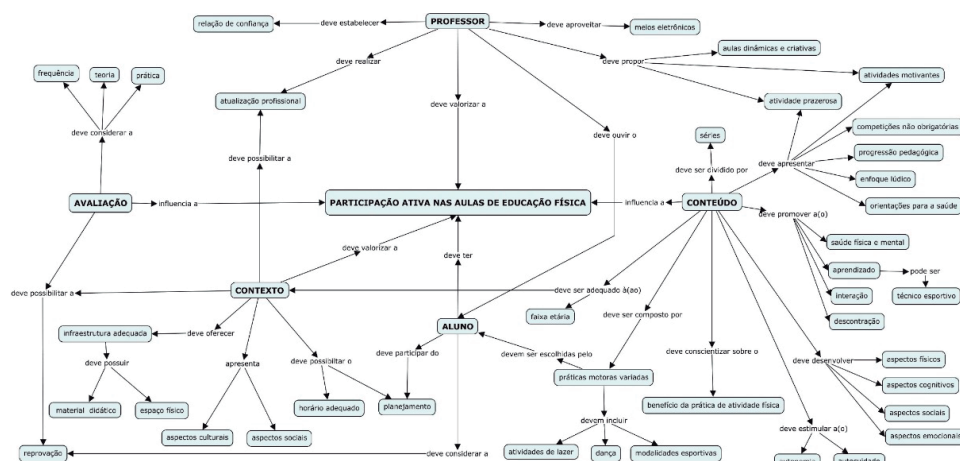 PROFESSOR
relação de confiança
deve estabelecer
deve aproveitar
meios eletrônicos
aulas dinâmicas e criativas
deve realizar
deve propor
frequência
teoria
prática
atividades motivantes
atualização profissional
deve valorizar a
atividade prazerosa
deve considerar a
deve ouvir o
séries
competições não obrigatórias
deve possibilitar a
progressão pedagógica
deve ser dividido por
deve apresentar
enfoque lúdico
AVALIAÇÃO
influencia a
PARTICIPAÇÃO ATIVA NAS AULAS DE EDUCAÇÃO FÍSICA
influencia a
CONTEÚDO
orientações para a saúde
deve promover a(o)
deve valorizar a
deve ter
saúde física e mental
aprendizado
pode ser
deve possibilitar a
CONTEXTO
deve ser adequado à(ao)
interação
técnico esportivo
faixa etária
deve ser composto por
descontração
infraestrutura adequada
deve oferecer
ALUNO
deve possuir
apresenta
deve possibiltar o
deve participar do
devem ser escolhidas pelo
deve conscientizar sobre o
deve desenvolver
aspectos físicos
práticas motoras variadas
aspectos cognitivos
material didático
espaço físico
horário adequado
planejamento
benefício da prática de atividade física
aspectos sociais
devem incluir
deve estimular a(o)
aspectos culturais
aspectos sociais
aspectos emocionais
reprovação
deve considerar a
atividades de lazer
dança
modalidades esportivas